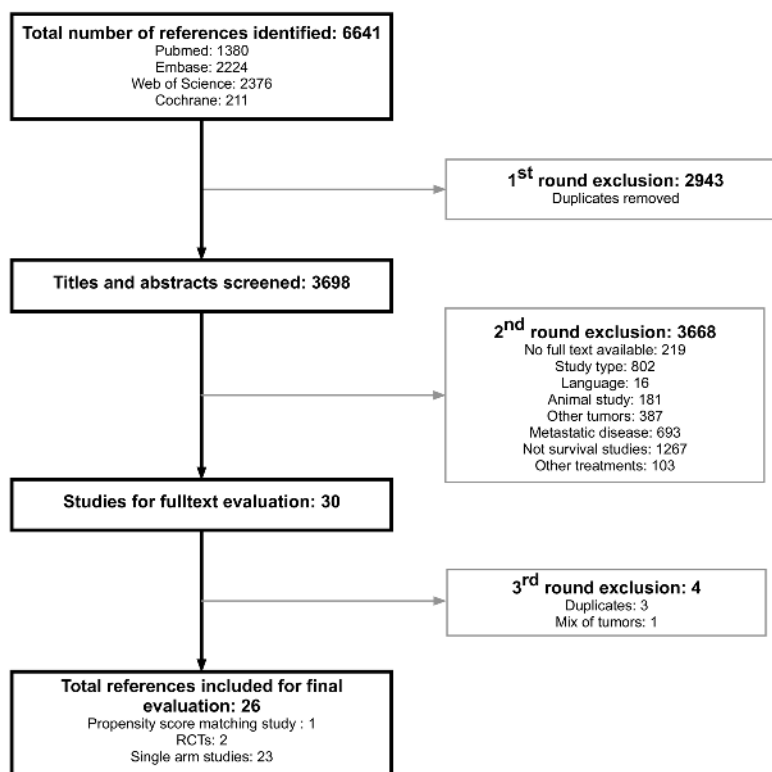 Total number of references identified: 6641
Pubmed: 1380
Embase: 2224
Web of Science: 2376
Cochrane: 211
1st round exclusion: 2943
Duplicates removed
Titles and abstracts screened: 3698
2nd round exclusion: 3668
No full text available: 219
Study type: 802
Language: 16
Animal study: 181
Other tumors: 387
Metastatic disease: 693
Not survival studies: 1267
Other treatments: 103
Studies for fulltext evaluation: 30
3rd round exclusion: 4
Duplicates: 3
Mix of tumors: 1
Total references included for final
evaluation: 26
Propensity score matching study : 1
RCTs: 2
Single arm studies: 23